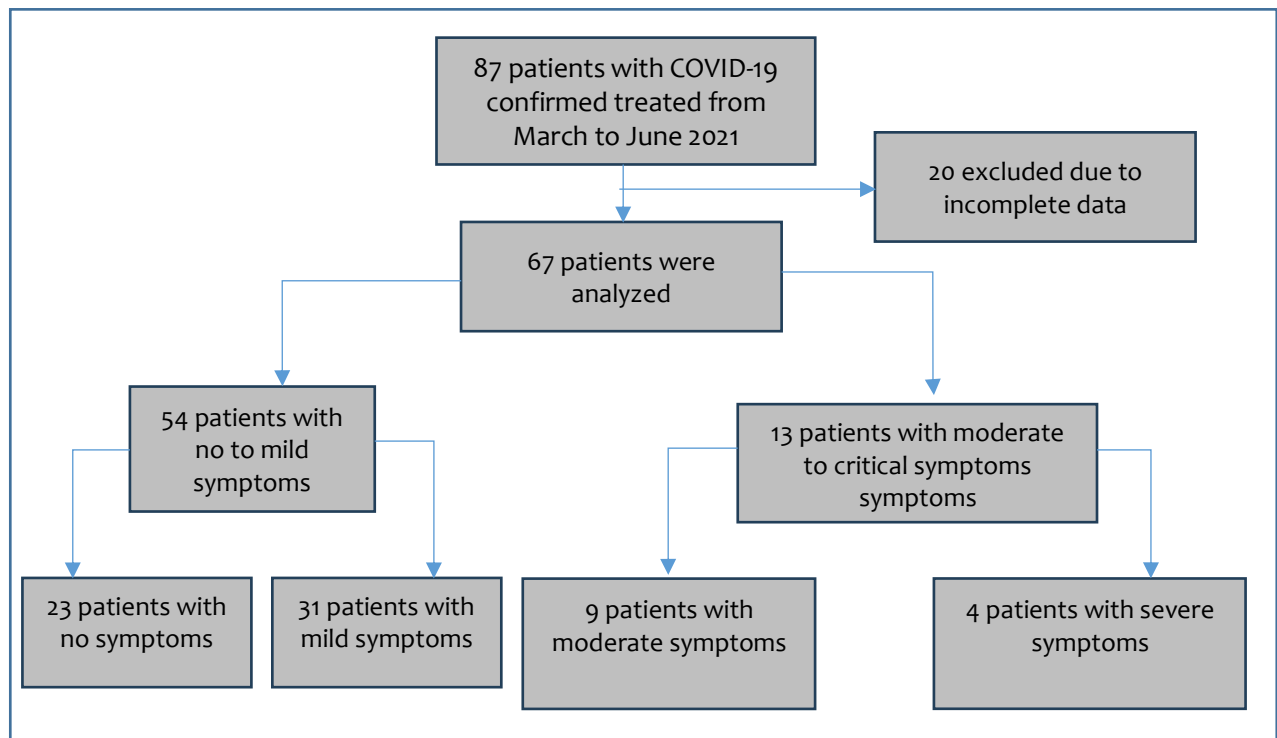 87 patients with COVID-19
confirmed treated from
March to June 2021
20 excluded due to
incomplete data
67 patients were
analyzed
54 patients with
no to mild
symptoms
13 patients with moderate
to critical symptoms
symptoms
23 patients with
no symptoms
31 patients with
mild symptoms
9 patients with
moderate symptoms
4 patients with severe
symptoms